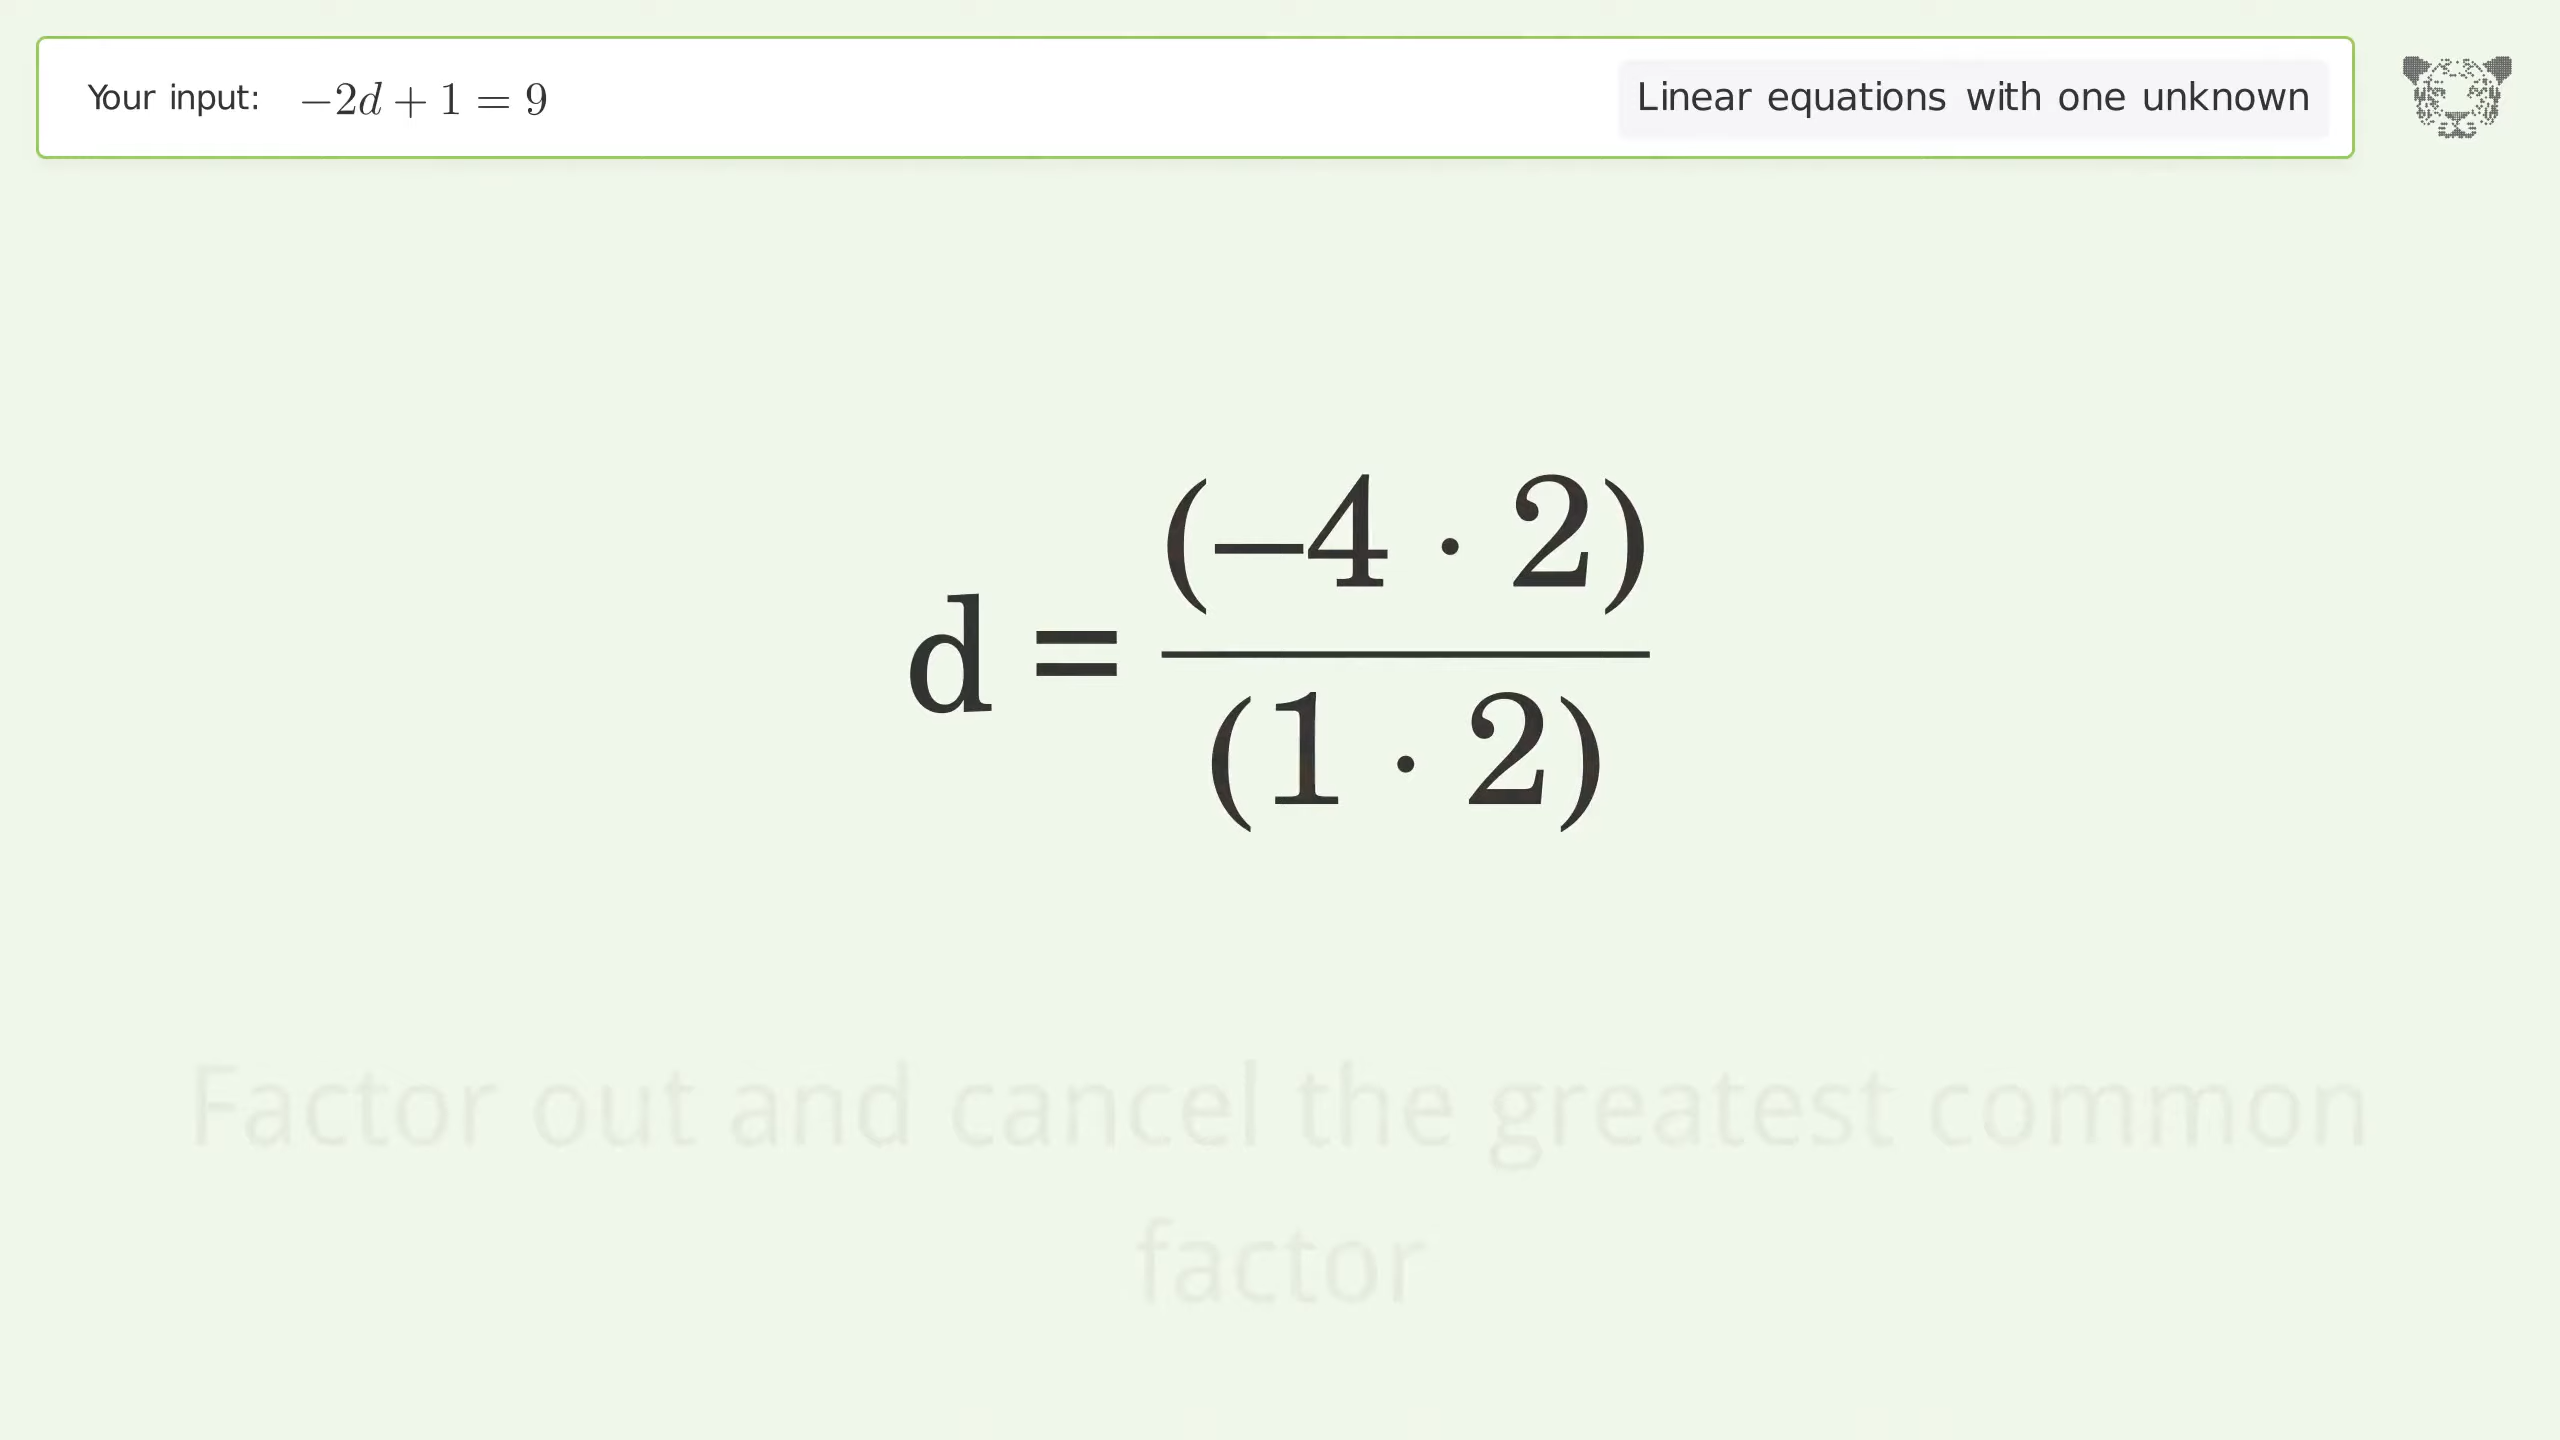 Your input: −2d + 1 = 9
Linear equations with one unknown
d = (−4 · 2) / (1 · 2)
Factor out and cancel the greatest common
factor